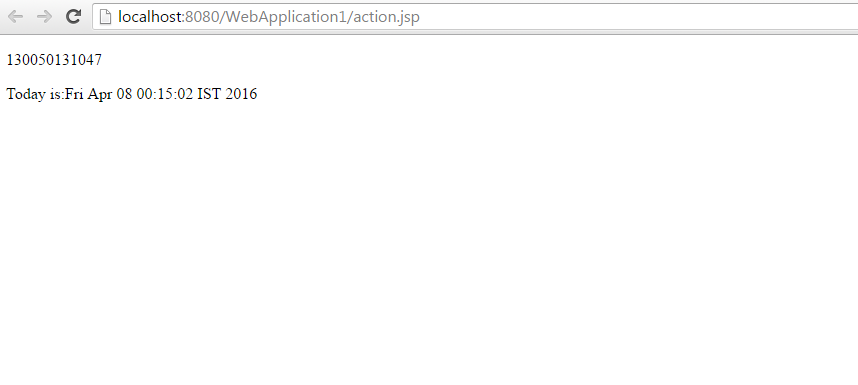 localhost:8080/WebApplication1/action.jsp
130050131047
Today is:Fri Apr 08 00:15:02 IST 2016